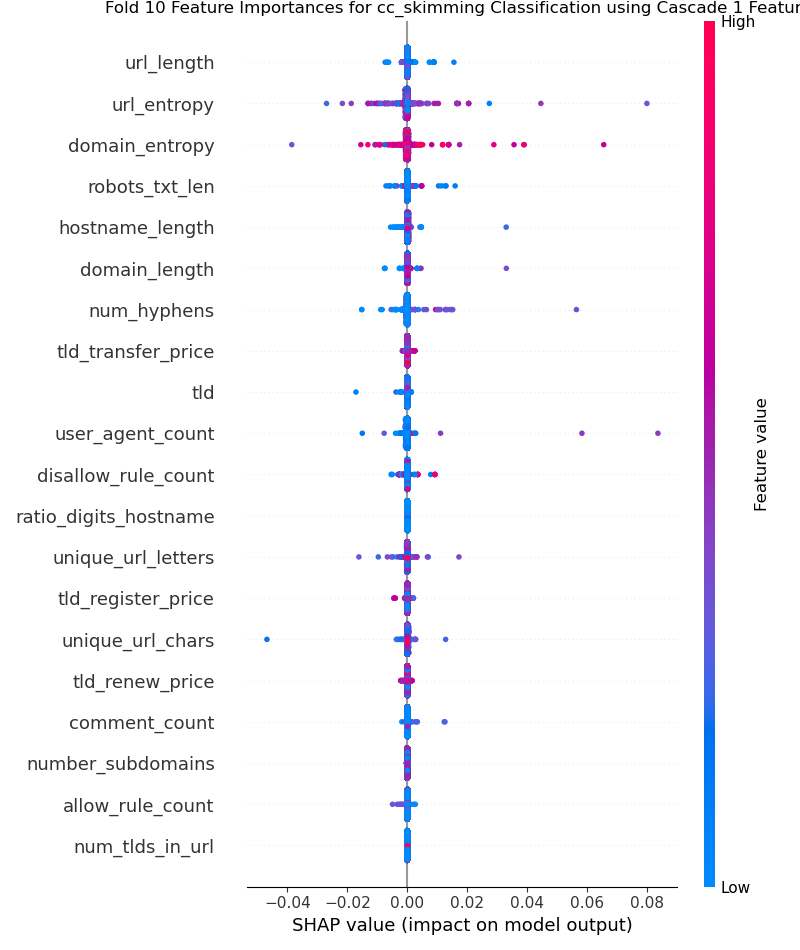 Fold 10 Feature Importances for cc_skimming Classification using Cascade 1 Featur
High
url_length
url_entropy
domain_entropy
robots_txt_len
hostname_length
domain_length
num_hyphens
tld_transfer_price
tld
user_agent_count
disallow_rule_count
ratio_digits_hostname
unique_url_letters
tld_register_price
unique_url_chars
tld_renew_price
comment_count
number_subdomains
allow_rule_count
num_tlds_in_url
Feature value
Low
−0.04 −0.02 0.00 0.02 0.04 0.06 0.08
SHAP value (impact on model output)